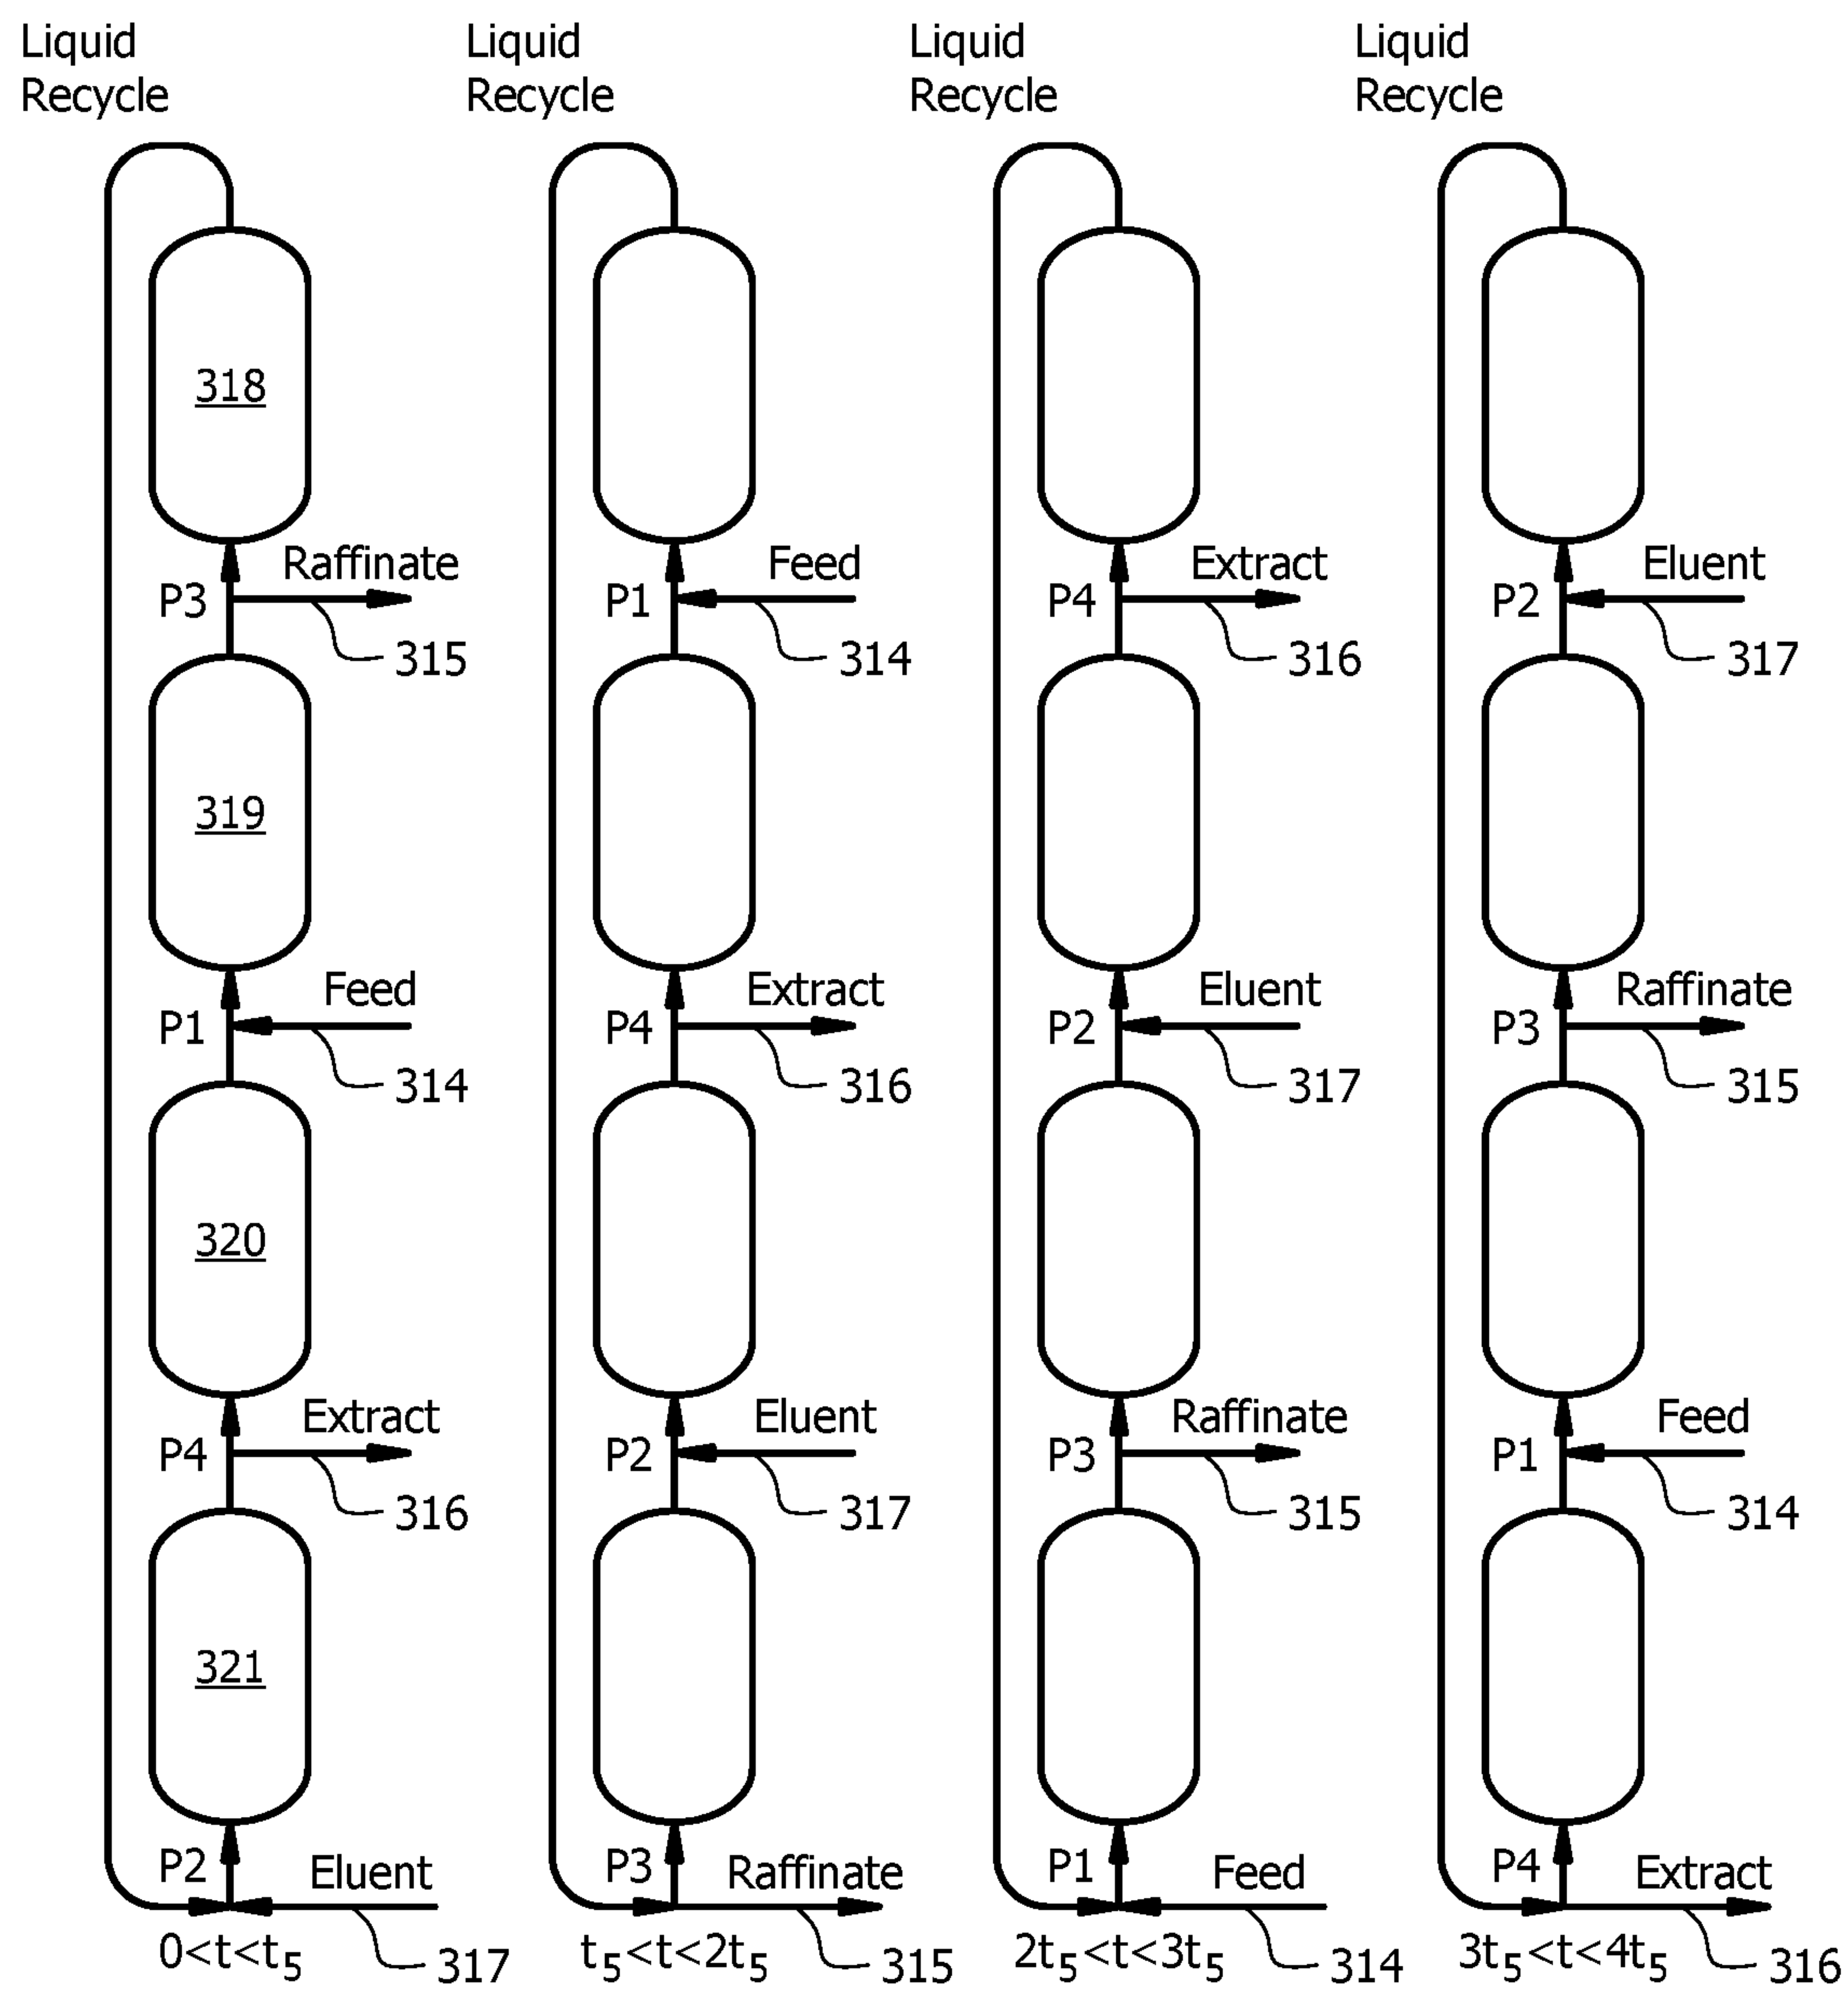 Liquid
Recycle
318
P3
Raffinate
315
319
P1
Feed
314
320
P4
Extract
316
321
P2
Eluent
317
0<t<t5
Liquid
Recycle
P1
Feed
314
P4
Extract
316
P2
Eluent
317
P3
Raffinate
315
t5<t<2t5
Liquid
Recycle
P4
Extract
316
P2
Eluent
317
P3
Raffinate
315
P1
Feed
314
2t5<t<3t5
Liquid
Recycle
P2
Eluent
317
P3
Raffinate
315
P1
Feed
314
P4
Extract
316
3t5<t<4t5